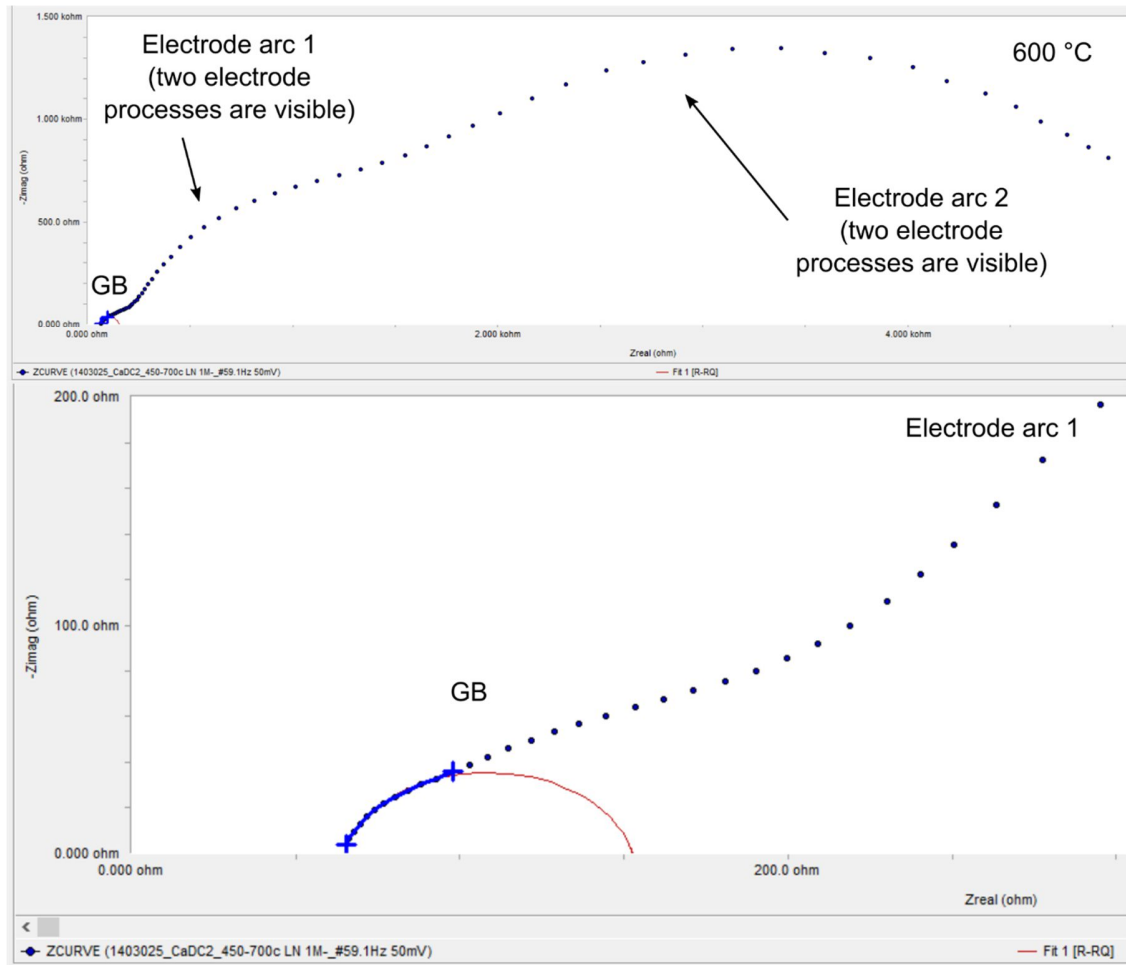 1.500 kohm
Electrode arc 1
(two electrode
processes are visible)
600 °C
1.000 kohm
-Zimag (ohm)
500.0 ohm
Electrode arc 2
(two electrode
processes are visible)
GB
0.000 ohm
0.000 ohm
2.000 kohm
4.000 kohm
Zreal (ohm)
ZCURVE (1403025_CaDC2_450-700c LN 1M-_#59.1Hz 50mV)
Fit 1 [R-RQ]
200.0 ohm
Electrode arc 1
-Zimag (ohm)
100.0 ohm
GB
0.000 ohm
0.000 ohm
200.0 ohm
Zreal (ohm)
<
ZCURVE (1403025_CaDC2_450-700c LN 1M-_#59.1Hz 50mV)
Fit 1 [R-RQ]